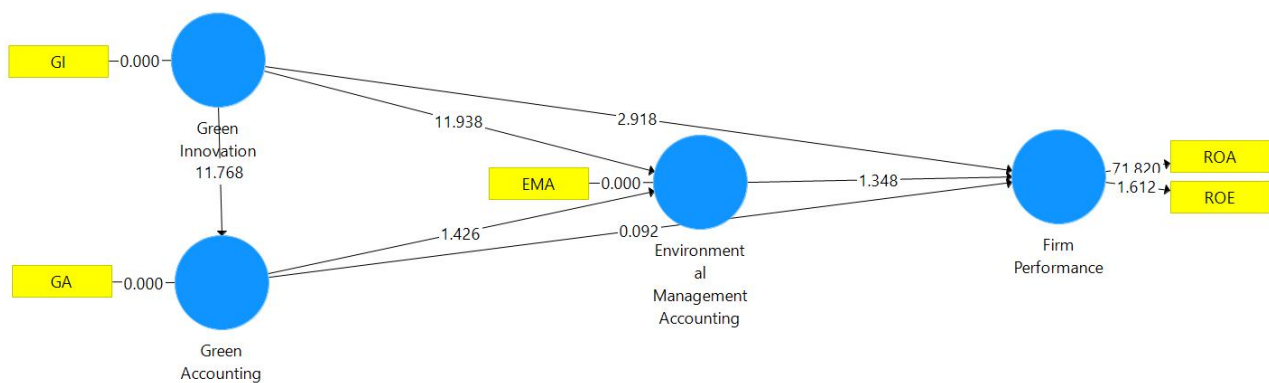 GI
0.000
Green
Innovation
11.768
11.938
2.918
EMA
0.000
1.348
71.820
ROA
1.612
ROE
GA
0.000
1.426
0.092
Environment
al
Management
Accounting
Firm
Performance
Green
Accounting